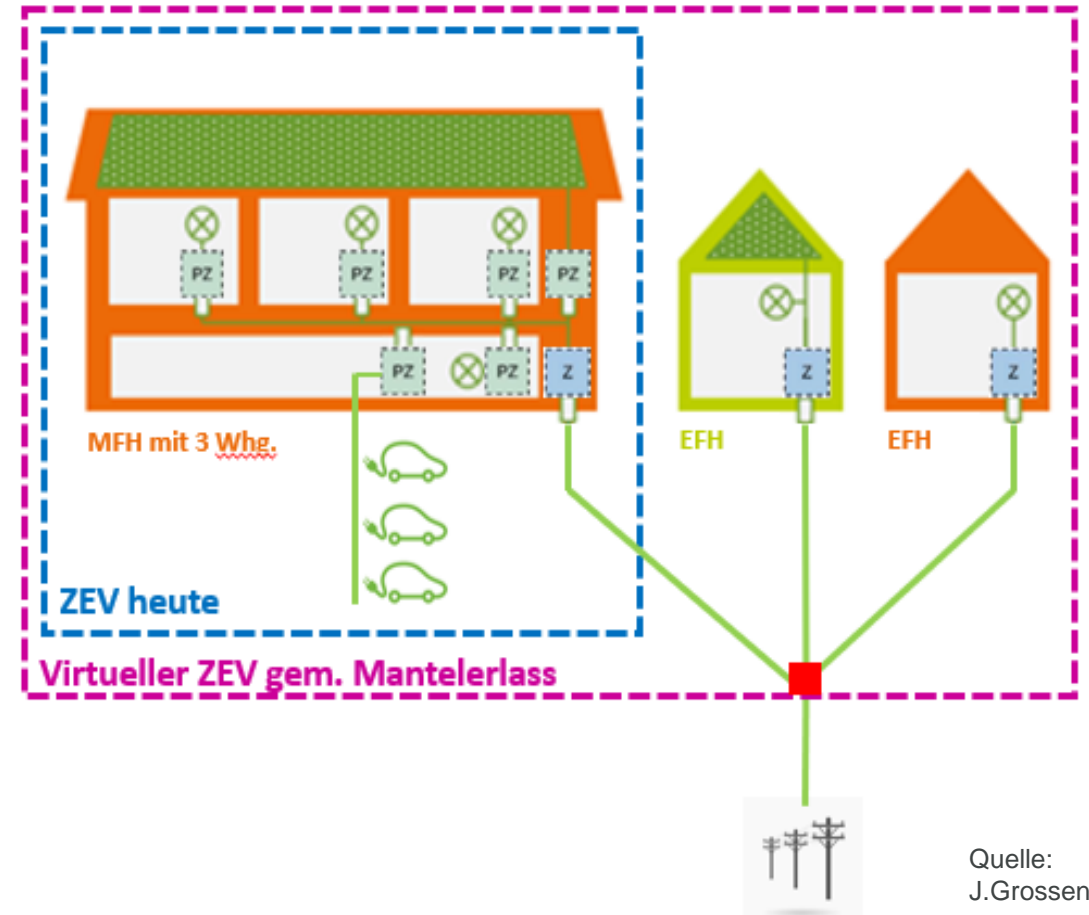 PZ
PZ
PZ
PZ
PZ
PZ
Z
Z
Z
MFH mit 3 Whg.
EFH
EFH
ZEV heute
Virtueller ZEV gem. Mantelerlass
Quelle:
J.Grossen